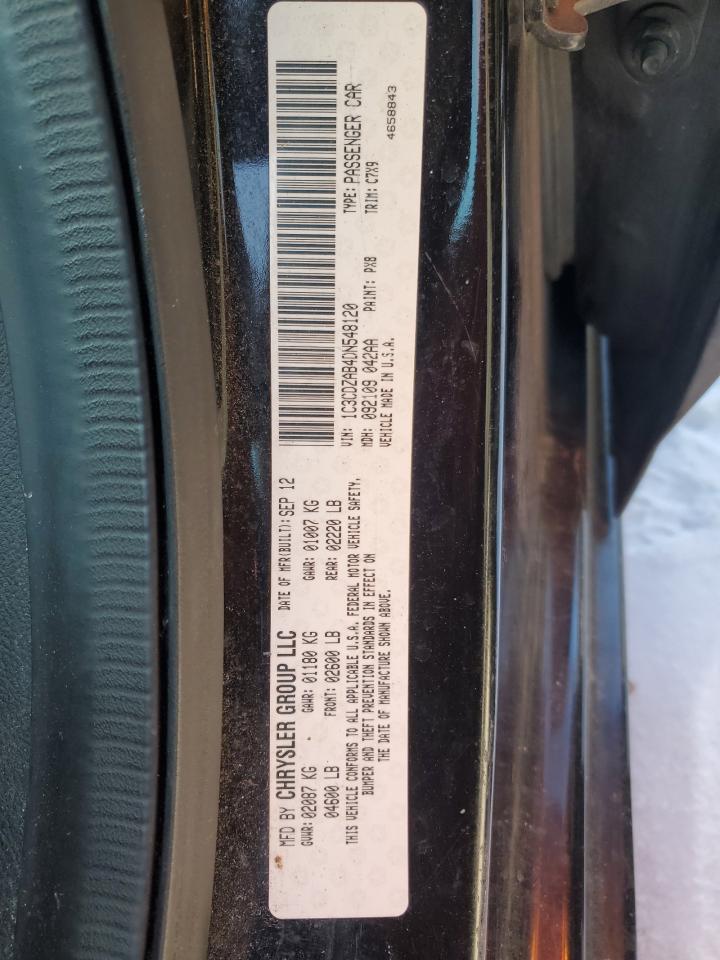 MFD BY CHRYSLER GROUP LLC DATE OF MFR(BUILT): SEP 12
GVWR: 02087 KG GAWR: 01180 KG GAWR: 01007 KG
04600 LB FRONT: 02600 LB REAR: 02220 LB
THIS VEHICLE CONFORMS TO ALL APPLICABLE U.S.A. FEDERAL MOTOR VEHICLE SAFETY,
BUMPER AND THEFT PREVENTION STANDARDS IN EFFECT ON
THE DATE OF MANUFACTURE SHOWN ABOVE.
VIN: 1C3CDZAB4DN548120 TYPE: PASSENGER CAR
MDH: 092109 042AA PAINT: PX8 TRIM: C7X9
VEHICLE MADE IN U.S.A. 4658843